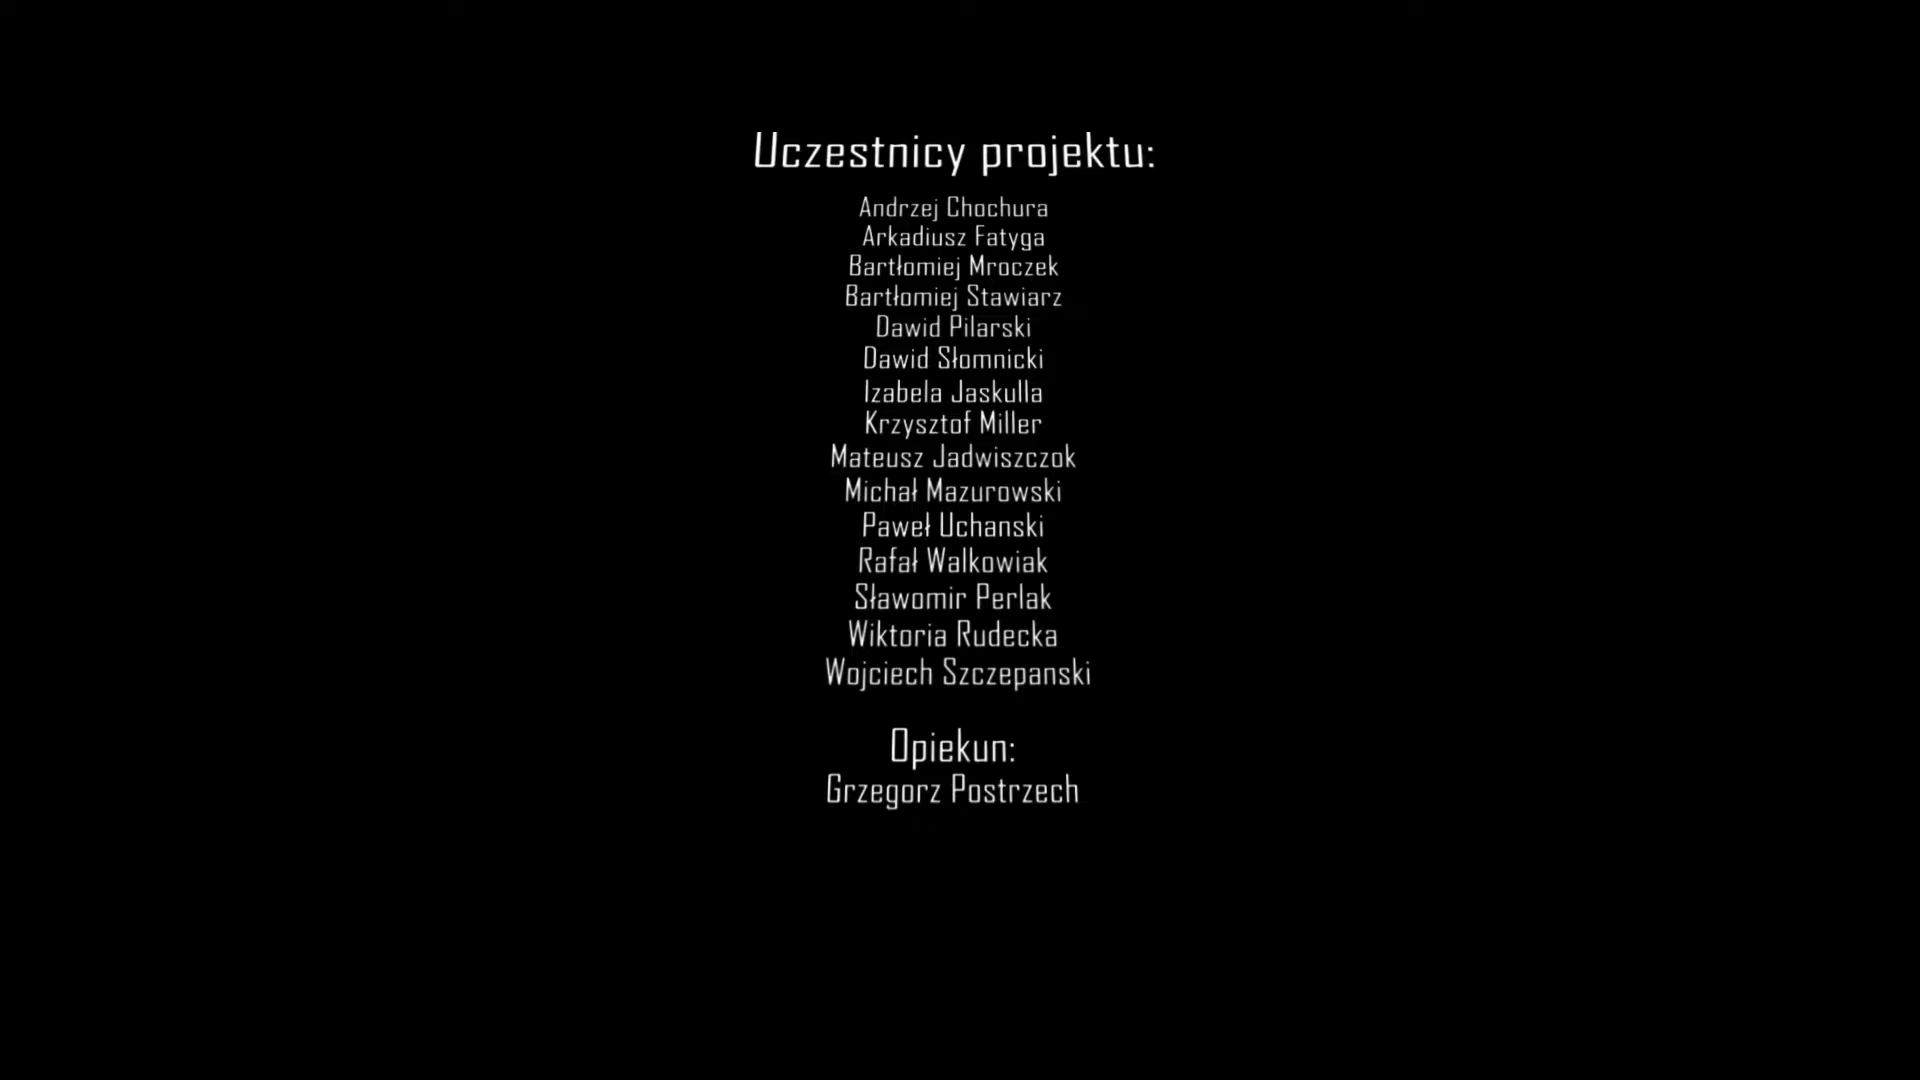 Uczestnicy projektu:
Andrzej Chochura
Arkadiusz Fatyga
Bartłomiej Mroczek
Bartłomiej Stawiarz
Dawid Pilarski
Dawid Słomnicki
Izabela Jaskulla
Krzysztof Miller
Mateusz Jadwiszczok
Michał Mazurowski
Paweł Uchanski
Rafał Walkowiak
Sławomir Perlak
Wiktoria Rudecka
Wojciech Szczepanski
Opiekun:
Grzegorz Postrzech